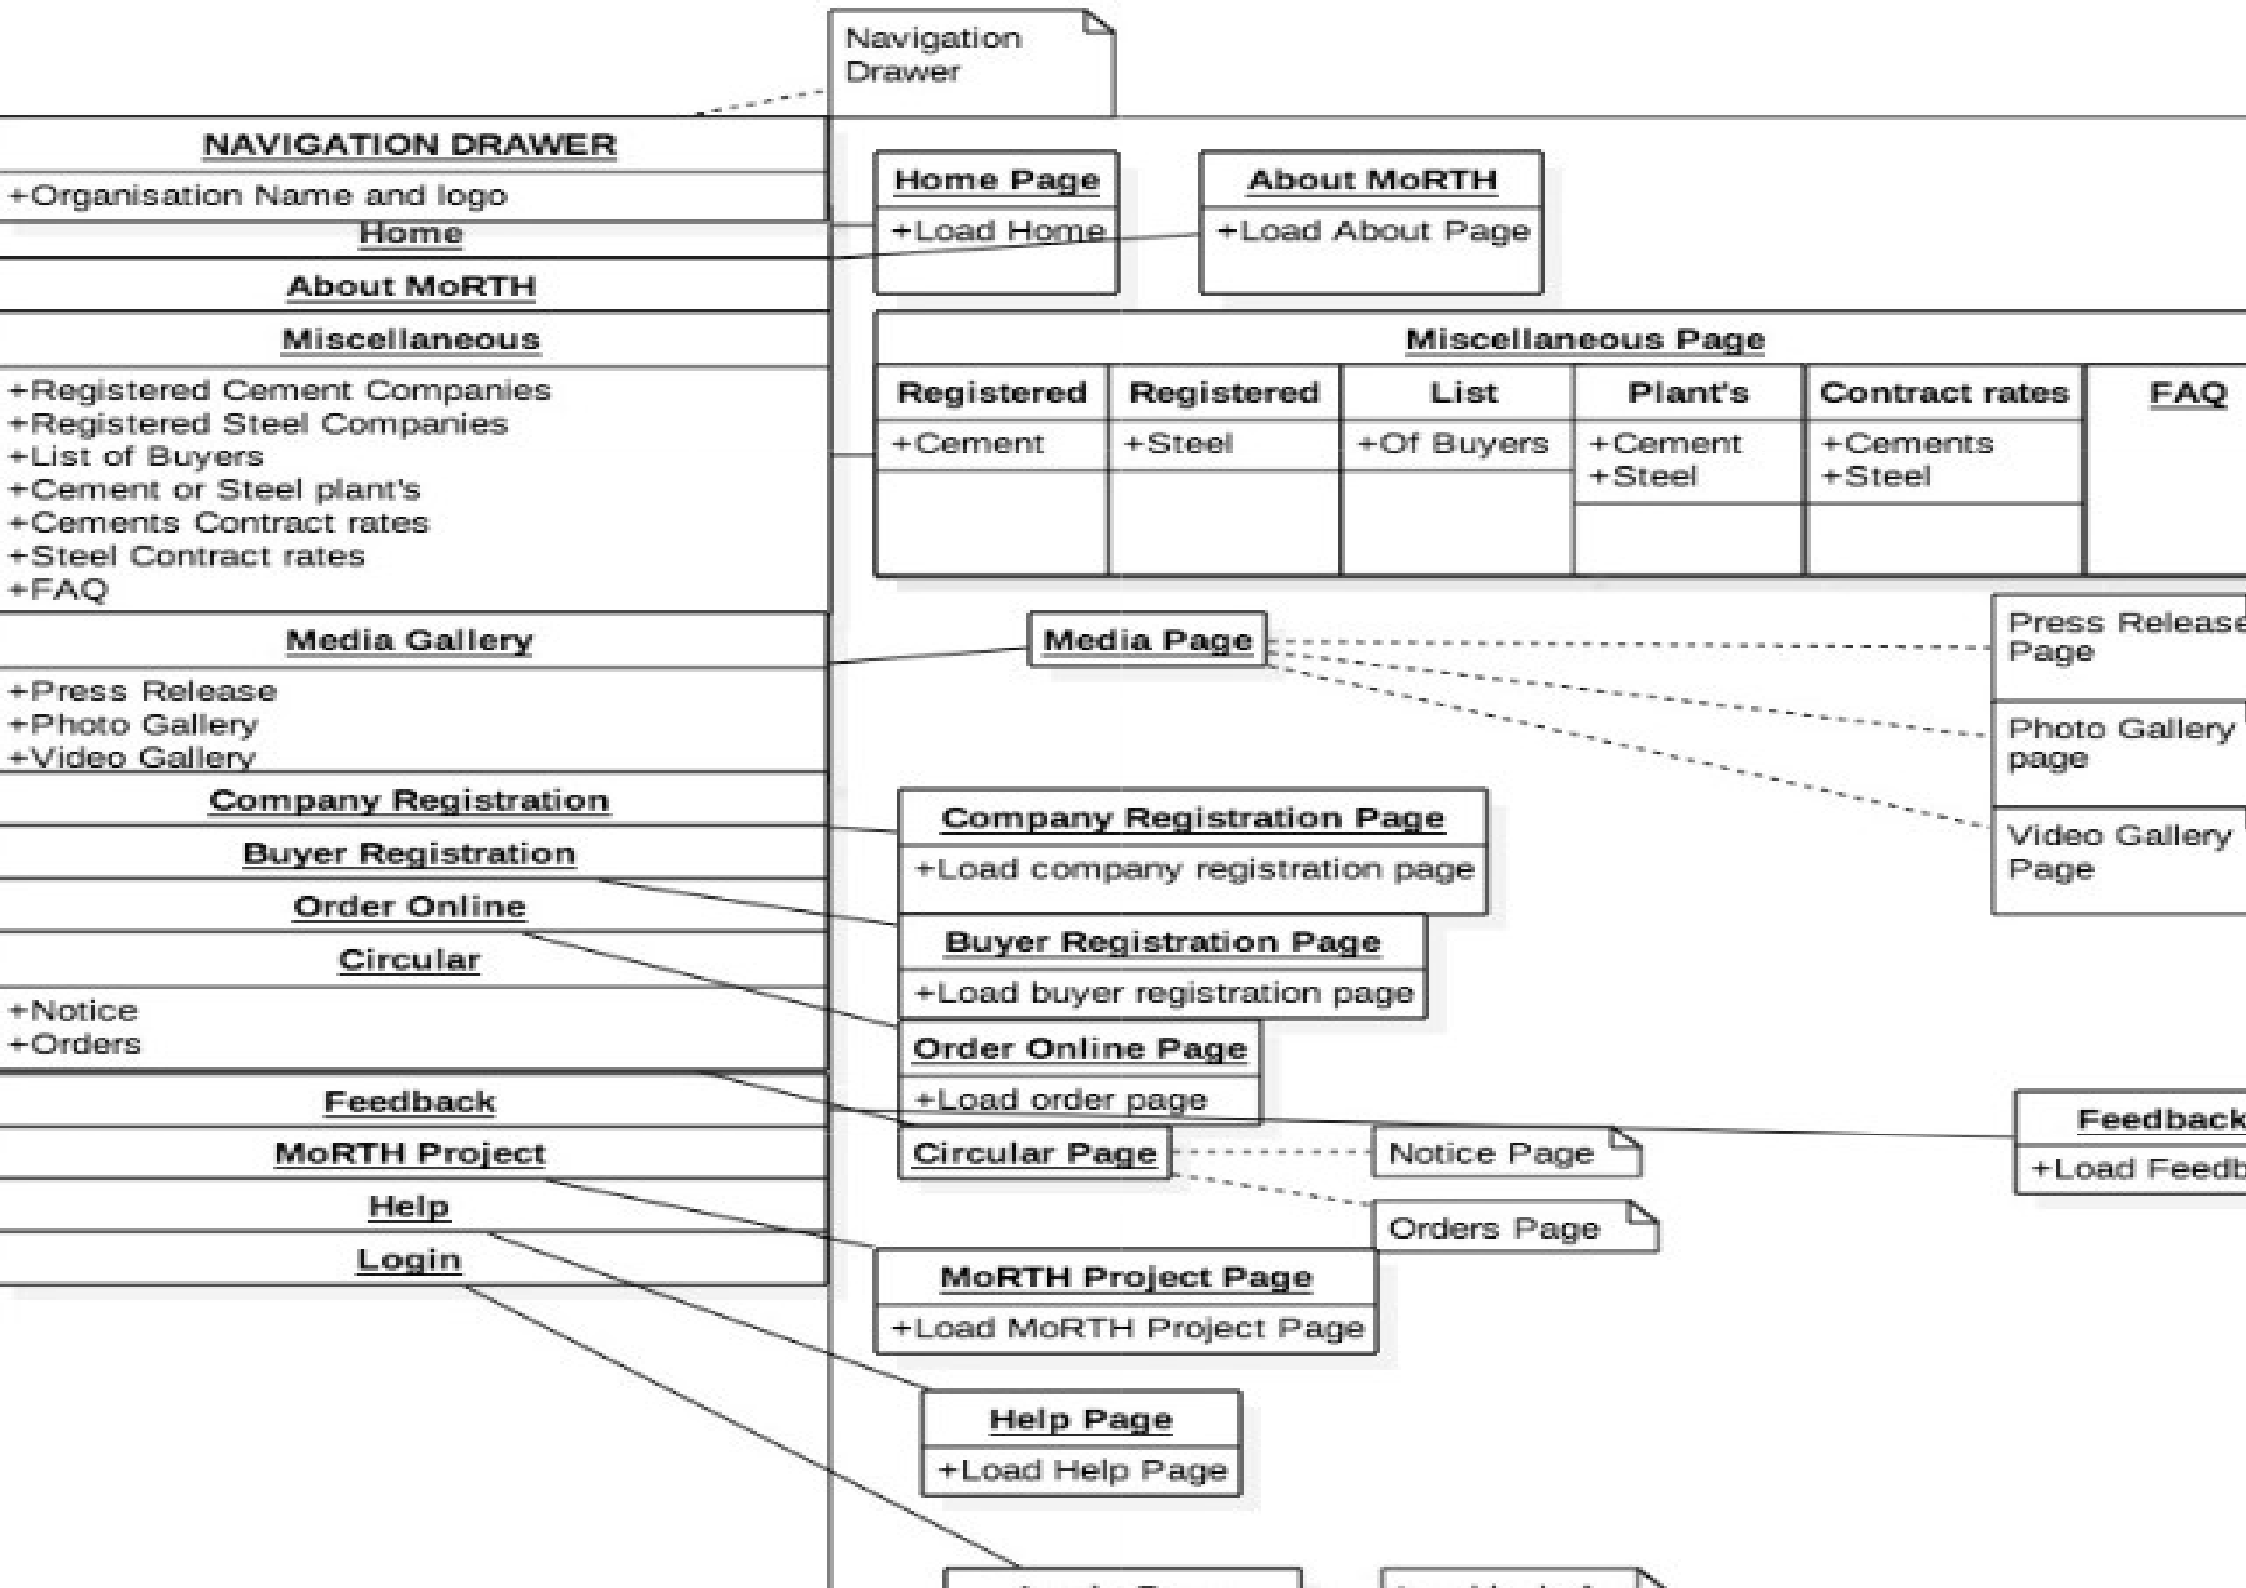 Navigation
Drawer
NAVIGATION DRAWER
+Organisation Name and logo
Home
About MoRTH
Miscellaneous
+Registered Cement Companies
+Registered Steel Companies
+List of Buyers
+Cement or Steel plant's
+Cements Contract rates
+Steel Contract rates
+FAQ
Media Gallery
+Press Release
+Photo Gallery
+Video Gallery
Company Registration
Buyer Registration
Order Online
Circular
+Notice
+Orders
Feedback
MoRTH Project
Help
Login
Home Page
+Load Home
About MoRTH
+Load About Page
Miscellaneous Page
Registered
+Cement
Registered
+Steel
List
+Of Buyers
Plant's
+Cement
+Steel
Contract rates
+Cements
+Steel
FAQ
Media Page
Press Release
Page
Photo Gallery
page
Video Gallery
Page
Company Registration Page
+Load company registration page
Buyer Registration Page
+Load buyer registration page
Order Online Page
+Load order page
Circular Page
Notice Page
Orders Page
Feedback
+Load Feedb
MoRTH Project Page
+Load MoRTH Project Page
Help Page
+Load Help Page